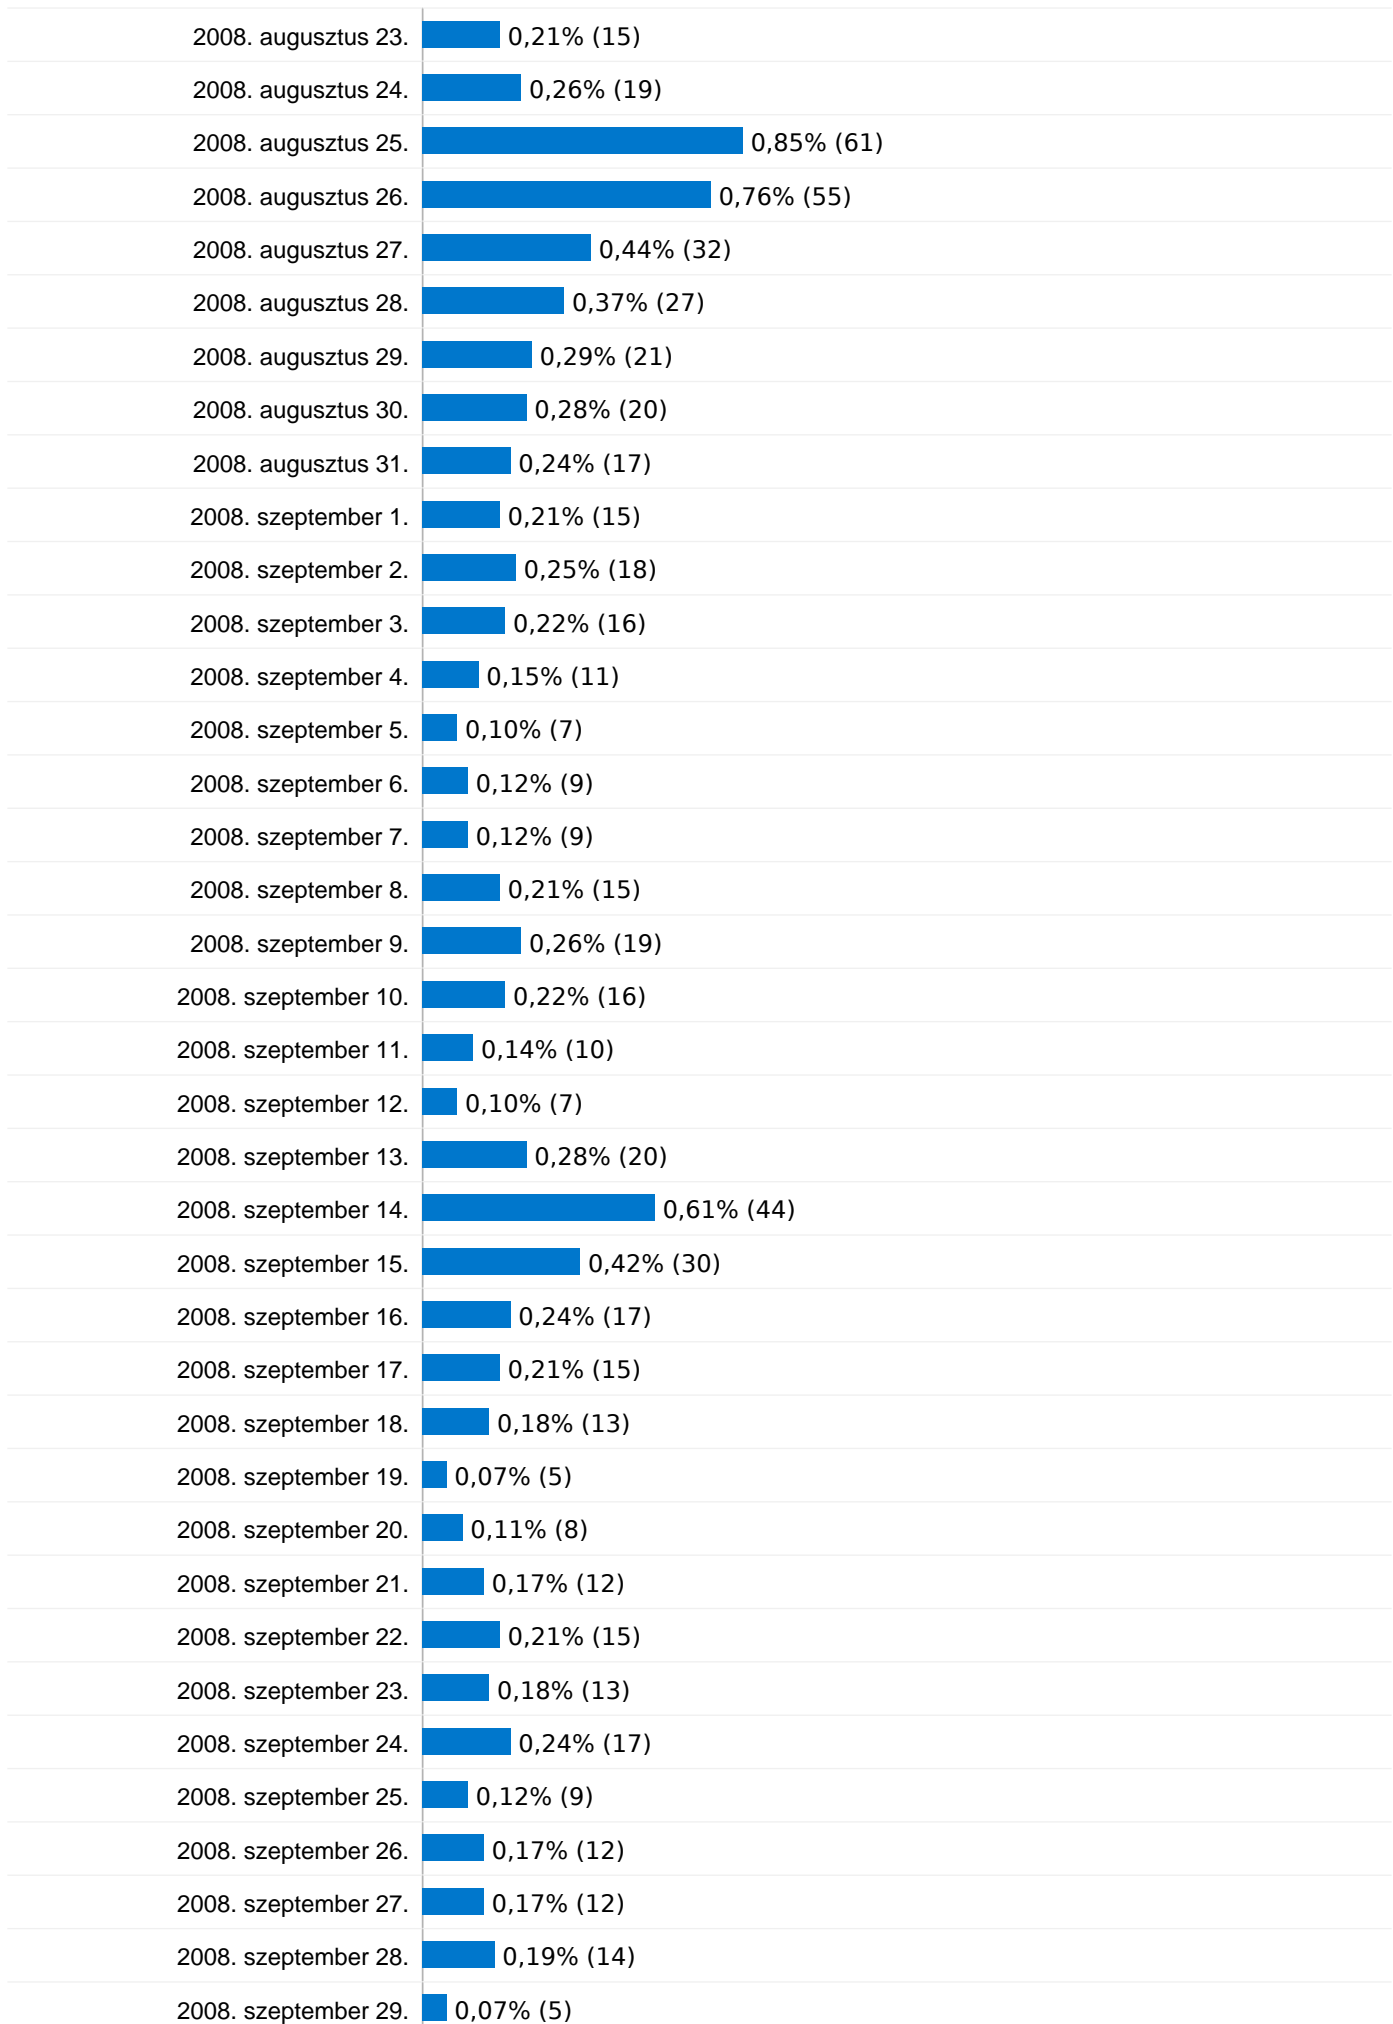 2008. augusztus 23. 0,21% (15)
2008. augusztus 24. 0,26% (19)
2008. augusztus 25. 0,85% (61)
2008. augusztus 26. 0,76% (55)
2008. augusztus 27. 0,44% (32)
2008. augusztus 28. 0,37% (27)
2008. augusztus 29. 0,29% (21)
2008. augusztus 30. 0,28% (20)
2008. augusztus 31. 0,24% (17)
2008. szeptember 1. 0,21% (15)
2008. szeptember 2. 0,25% (18)
2008. szeptember 3. 0,22% (16)
2008. szeptember 4. 0,15% (11)
2008. szeptember 5. 0,10% (7)
2008. szeptember 6. 0,12% (9)
2008. szeptember 7. 0,12% (9)
2008. szeptember 8. 0,21% (15)
2008. szeptember 9. 0,26% (19)
2008. szeptember 10. 0,22% (16)
2008. szeptember 11. 0,14% (10)
2008. szeptember 12. 0,10% (7)
2008. szeptember 13. 0,28% (20)
2008. szeptember 14. 0,61% (44)
2008. szeptember 15. 0,42% (30)
2008. szeptember 16. 0,24% (17)
2008. szeptember 17. 0,21% (15)
2008. szeptember 18. 0,18% (13)
2008. szeptember 19. 0,07% (5)
2008. szeptember 20. 0,11% (8)
2008. szeptember 21. 0,17% (12)
2008. szeptember 22. 0,21% (15)
2008. szeptember 23. 0,18% (13)
2008. szeptember 24. 0,24% (17)
2008. szeptember 25. 0,12% (9)
2008. szeptember 26. 0,17% (12)
2008. szeptember 27. 0,17% (12)
2008. szeptember 28. 0,19% (14)
2008. szeptember 29. 0,07% (5)